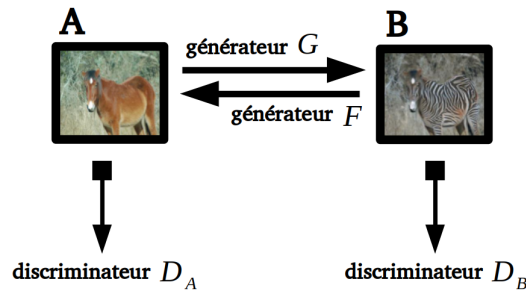 A
B
générateur G
générateur F
discriminateur D_A
discriminateur D_B